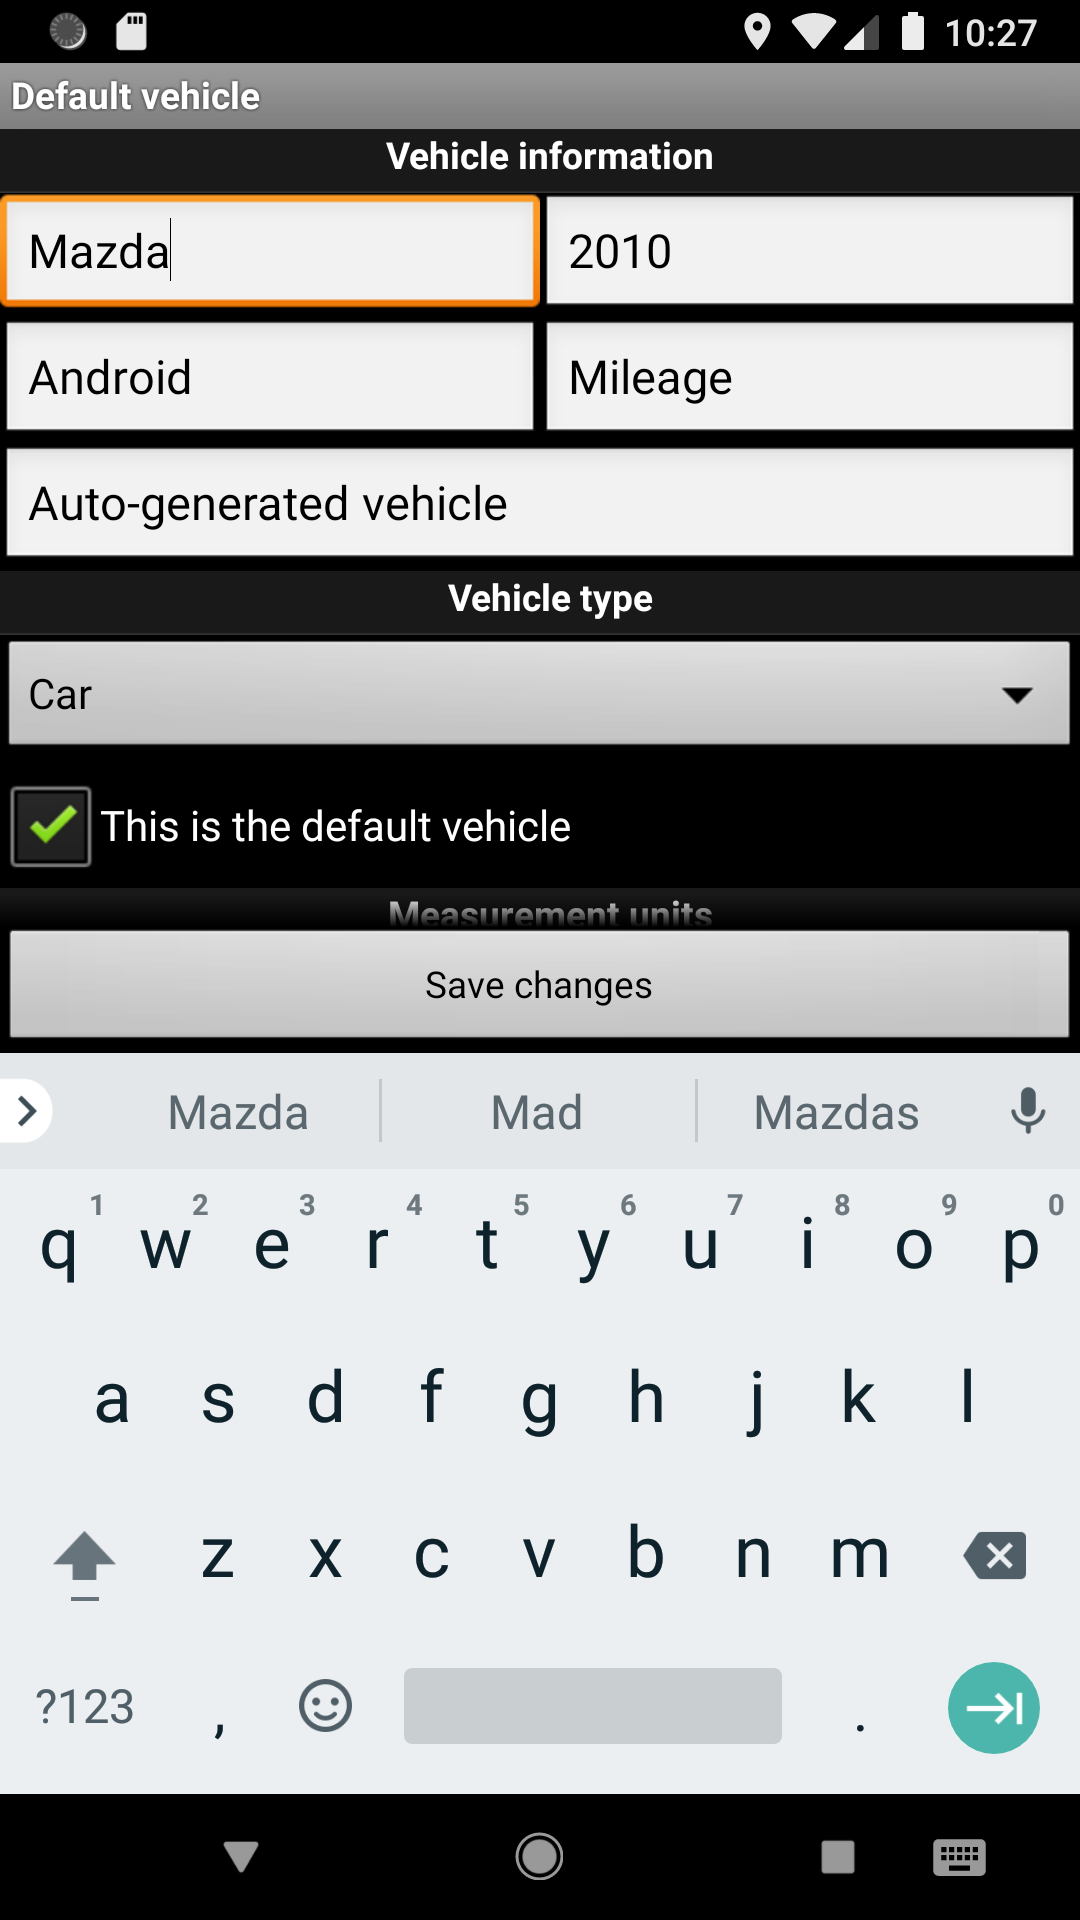 10:27
Default vehicle
Vehicle information
Mazda 2010
Android Mileage
Auto-generated vehicle
Vehicle type
Car
This is the default vehicle
Measurement units
Save changes
Mazda Mad Mazdas
1 2 3 4 5 6 7 8 9 0
q w e r t y u i o p
a s d f g h j k l
z x c v b n m
?123 , .